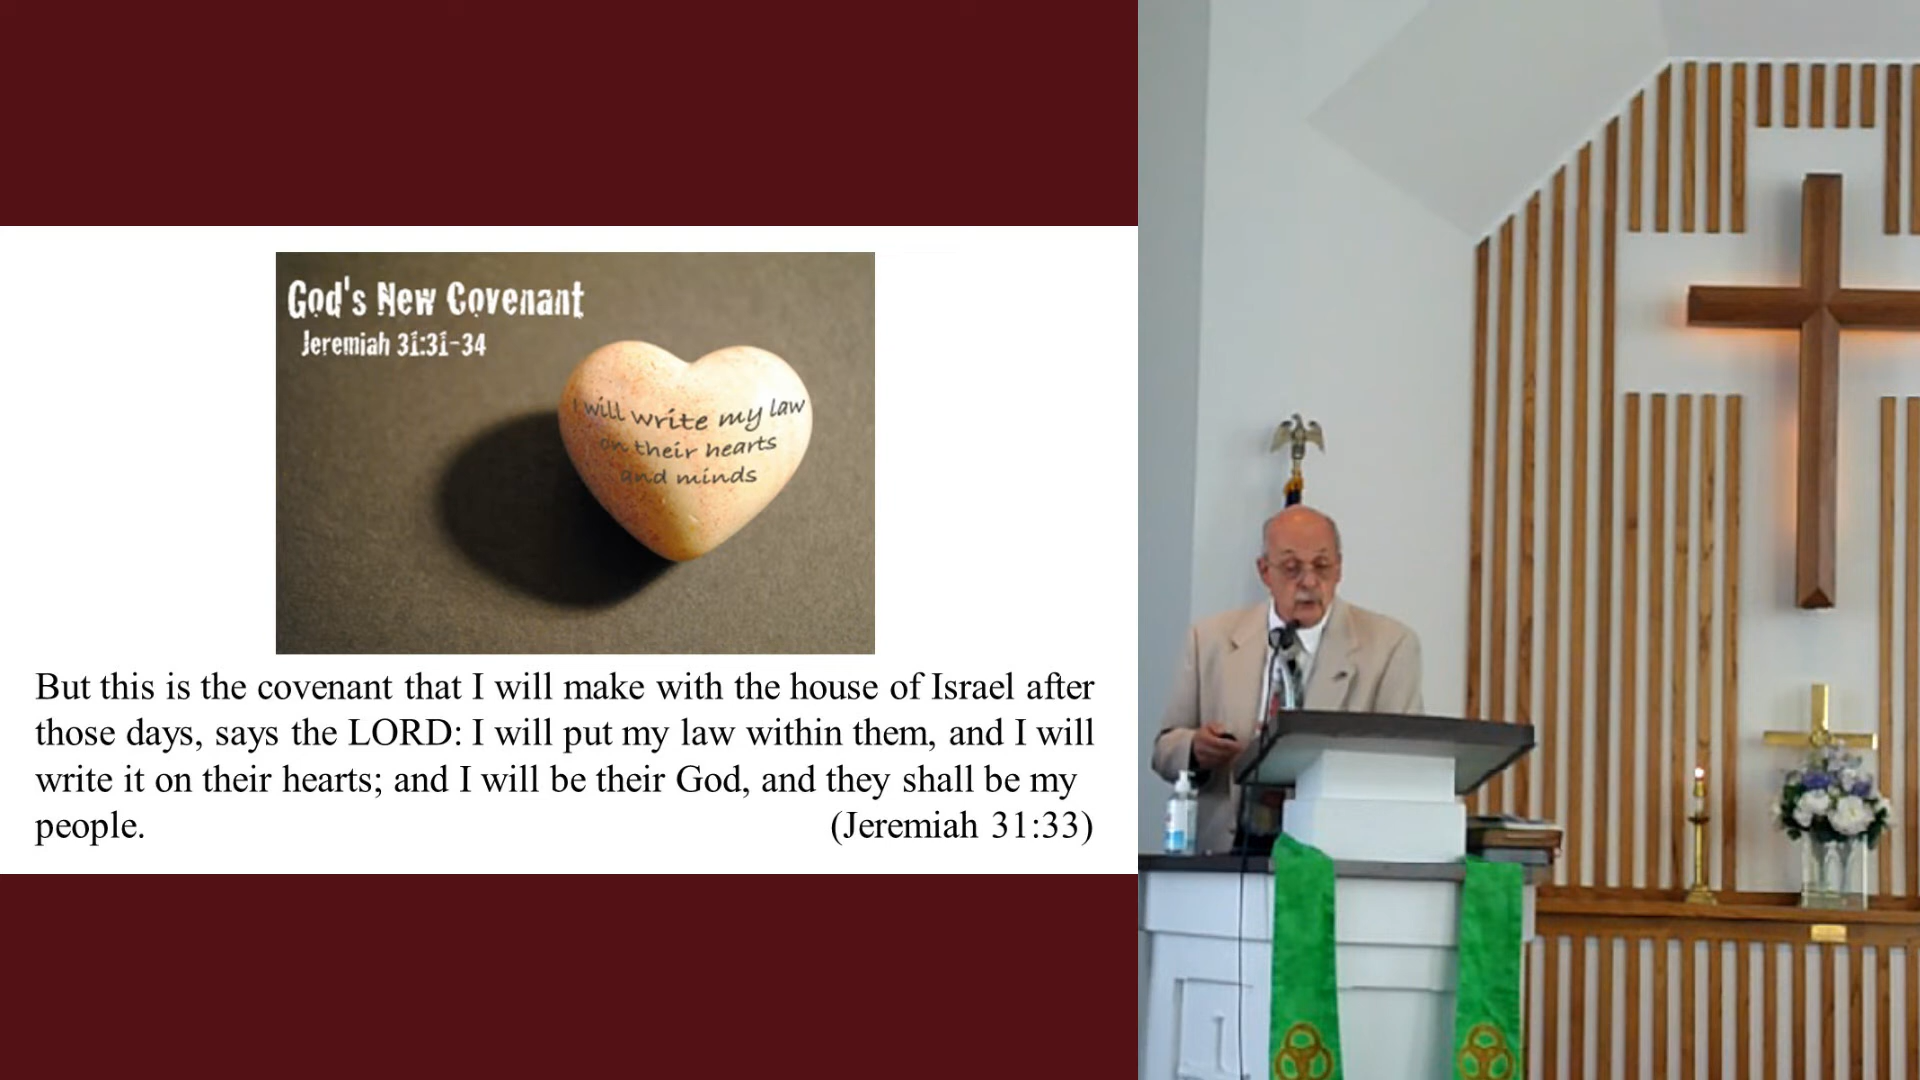 God's New Covenant
Jeremiah 31:31-34
I will write my law
on their hearts
and minds
But this is the covenant that I will make with the house of Israel after
those days, says the LORD: I will put my law within them, and I will
write it on their hearts; and I will be their God, and they shall be my
people. (Jeremiah 31:33)